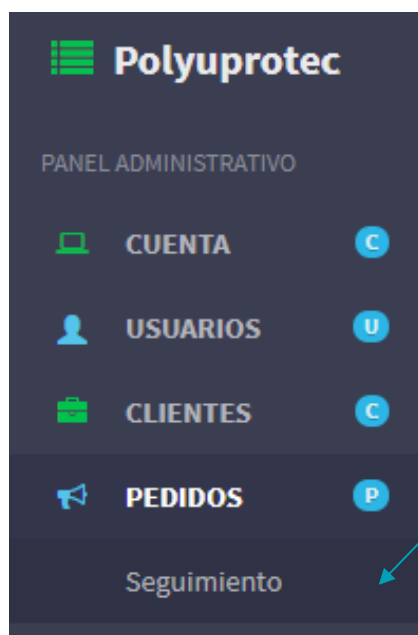 Polyuprotec
PANEL ADMINISTRATIVO
CUENTA C
USUARIOS U
CLIENTES C
PEDIDOS P
Seguimiento